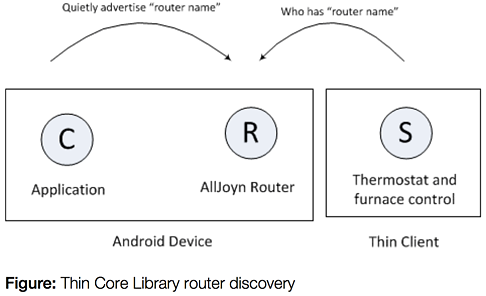 Quietly advertise “router name”
Who has “router name”
C
R
S
Application
AllJoyn Router
Thermostat and
furnace control
Android Device
Thin Client
Figure: Thin Core Library router discovery